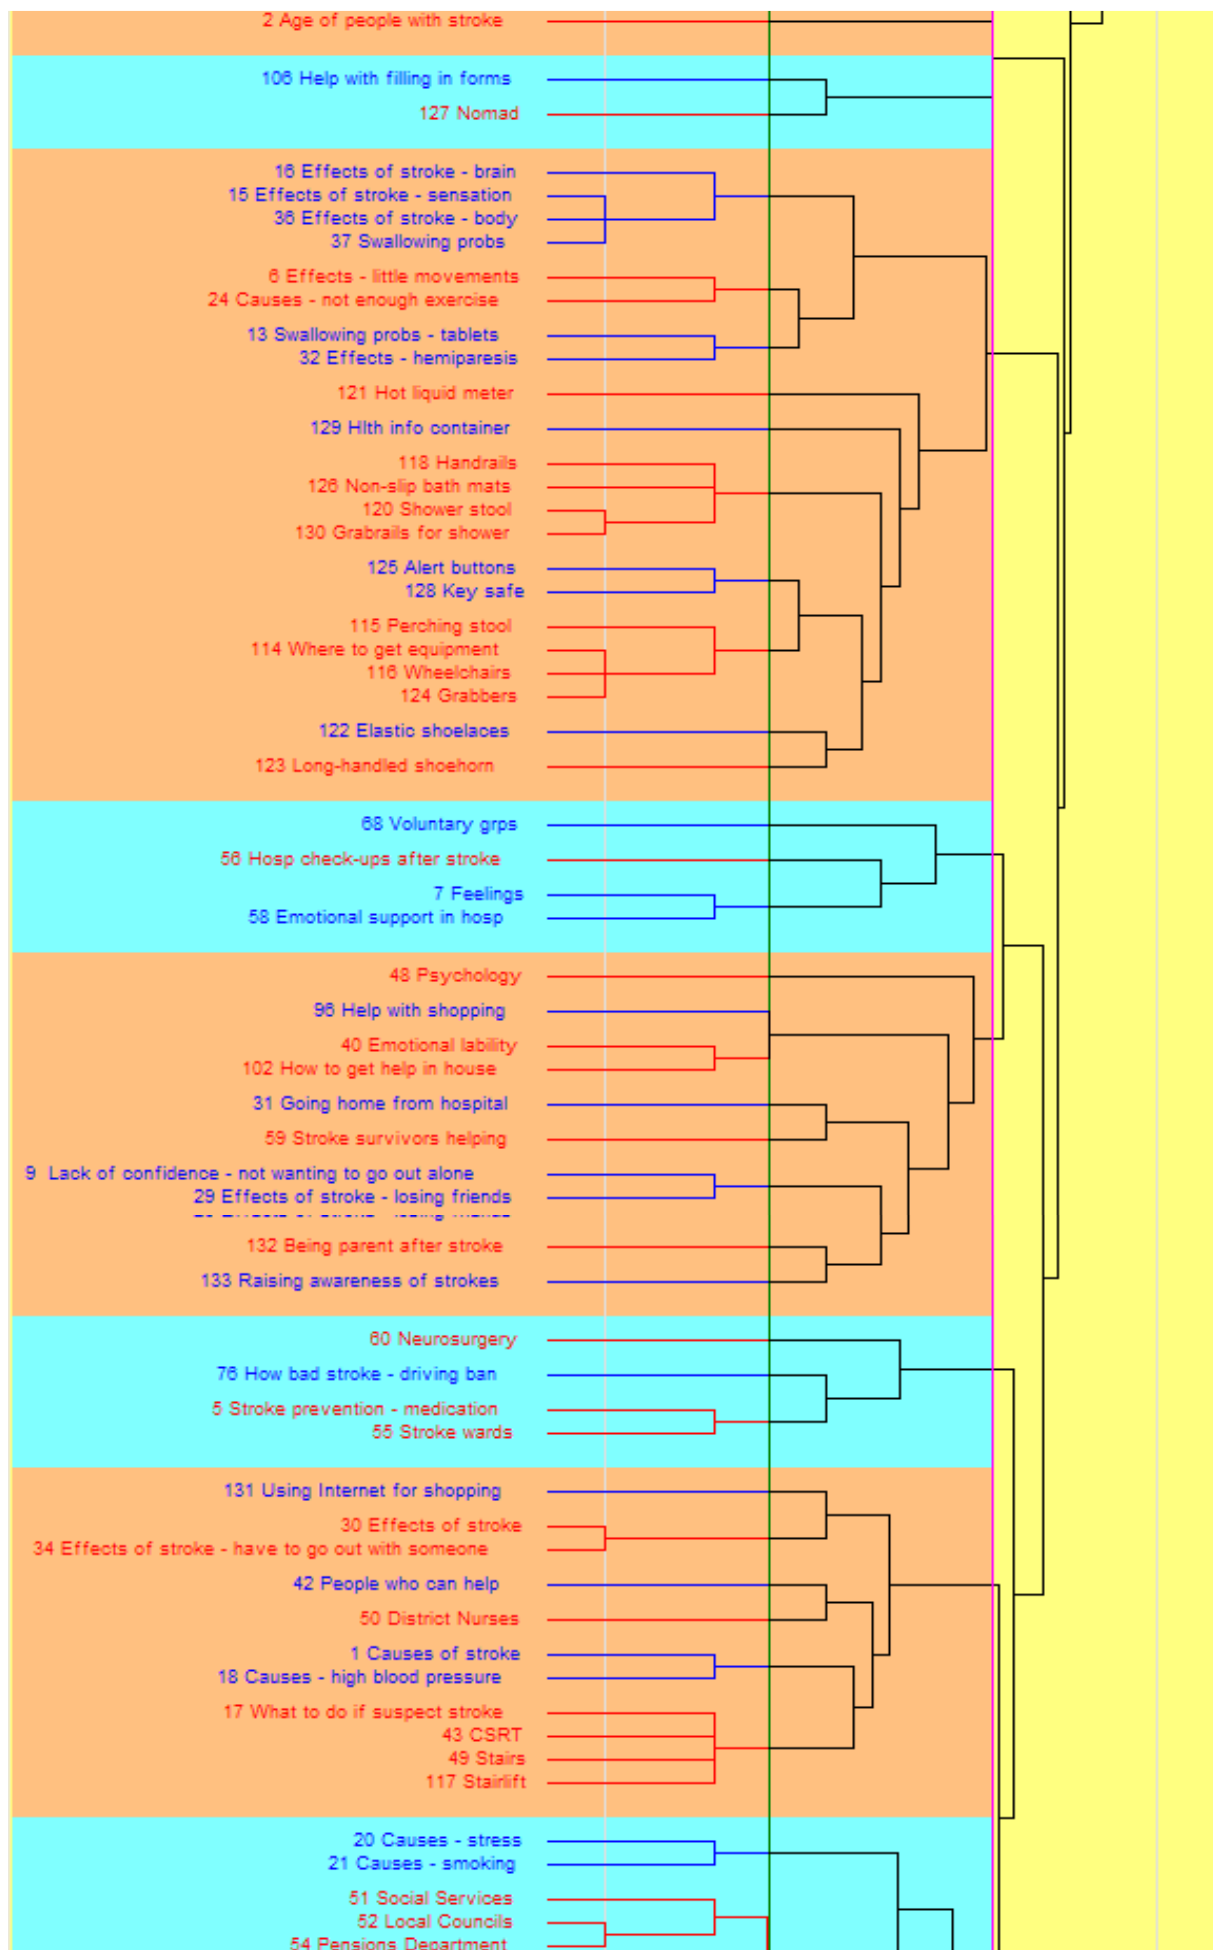 2 Age of people with stroke
106 Help with filling in forms
127 Nomad
16 Effects of stroke - brain
15 Effects of stroke - sensation
36 Effects of stroke - body
37 Swallowing probs
6 Effects - little movements
24 Causes - not enough exercise
13 Swallowing probs - tablets
32 Effects - hemiparesis
121 Hot liquid meter
129 Hlth info container
118 Handrails
126 Non-slip bath mats
120 Shower stool
130 Grabrails for shower
125 Alert buttons
128 Key safe
115 Perching stool
114 Where to get equipment
116 Wheelchairs
124 Grabbers
122 Elastic shoelaces
123 Long-handled shoehorn
68 Voluntary grps
56 Hosp check-ups after stroke
7 Feelings
58 Emotional support in hosp
48 Psychology
96 Help with shopping
40 Emotional lability
102 How to get help in house
31 Going home from hospital
59 Stroke survivors helping
9 Lack of confidence - not wanting to go out alone
29 Effects of stroke - losing friends
132 Being parent after stroke
133 Raising awareness of strokes
60 Neurosurgery
76 How bad stroke - driving ban
5 Stroke prevention - medication
55 Stroke wards
131 Using Internet for shopping
30 Effects of stroke
34 Effects of stroke - have to go out with someone
42 People who can help
50 District Nurses
1 Causes of stroke
18 Causes - high blood pressure
17 What to do if suspect stroke
43 CSRT
49 Stairs
117 Stairlift
20 Causes - stress
21 Causes - smoking
51 Social Services
52 Local Councils
54 Pensions Department